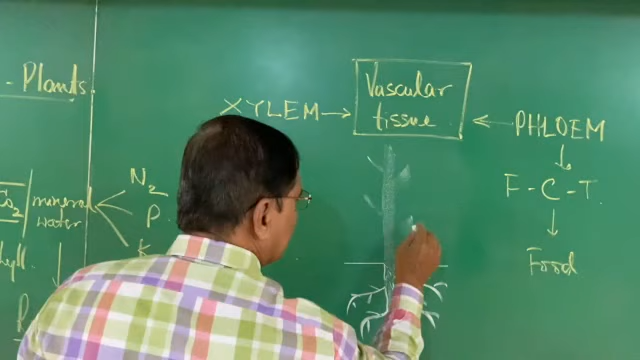 - Plants.
Vascular
tissue
XYLEM
PHLOEM
F - C - T.
Food
mineral
water
N2
P
K